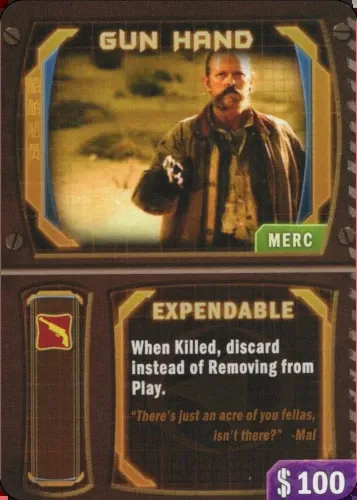 GUN HAND
MERC
EXPENDABLE
When Killed, discard
instead of Removing from
Play.
"There's just an acre of you fellas,
isn't there?" -Mal
$100